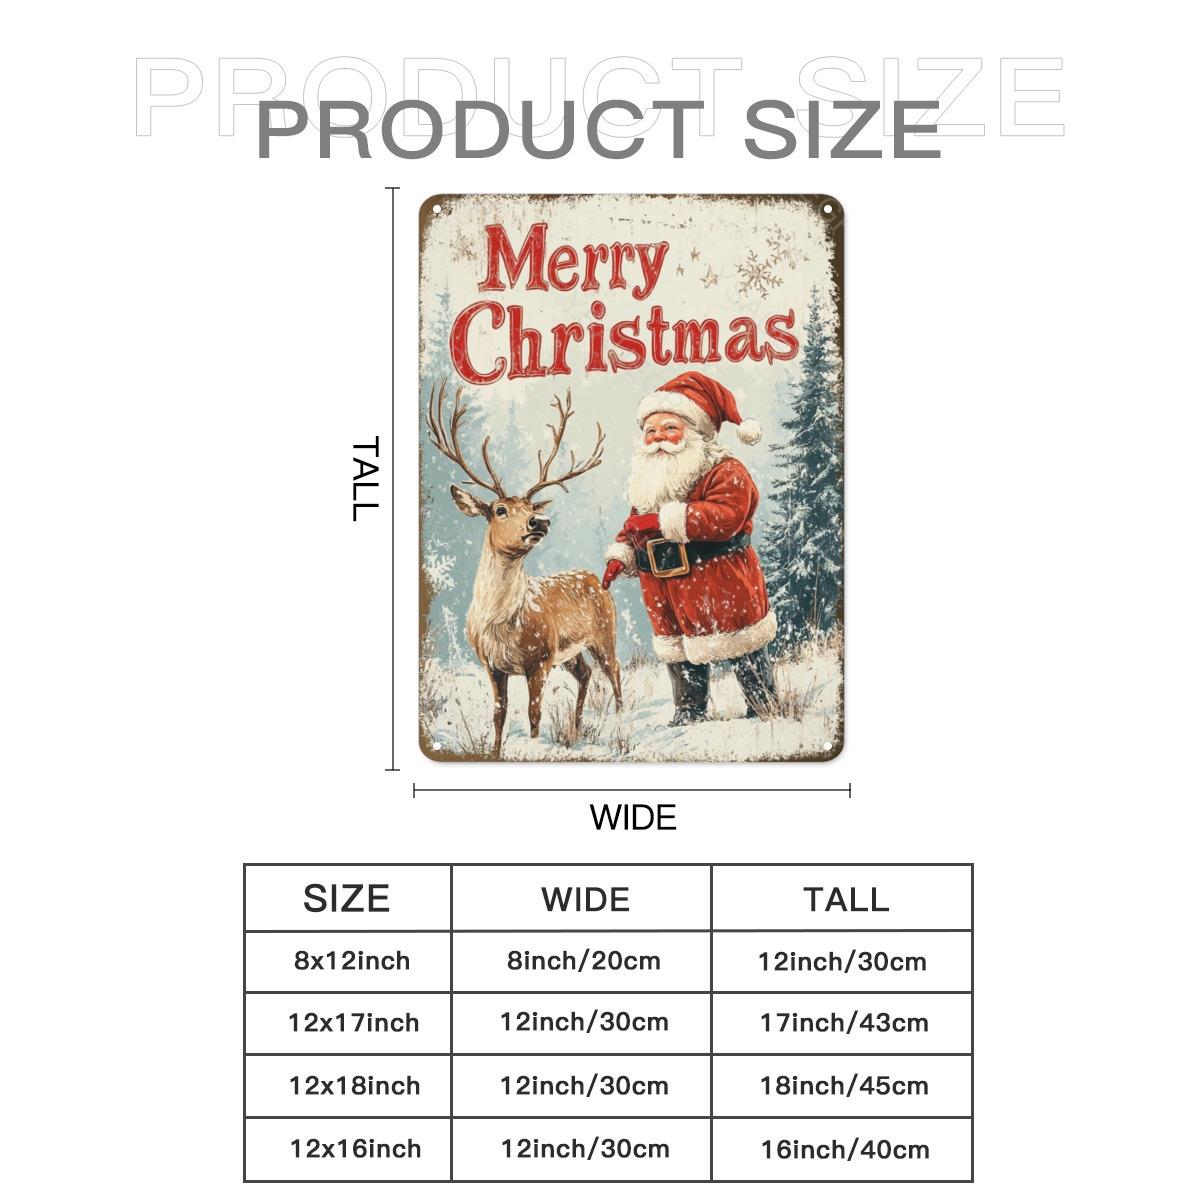 PRODUCT SIZE
PRODUCT SIZE
Merry
Christmas
TALL
WIDE
SIZE WIDE TALL
8x12inch 8inch/20cm 12inch/30cm
12x17inch 12inch/30cm 17inch/43cm
12x18inch 12inch/30cm 18inch/45cm
12x16inch 12inch/30cm 16inch/40cm